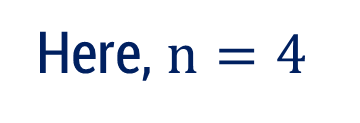 Here, n = 4